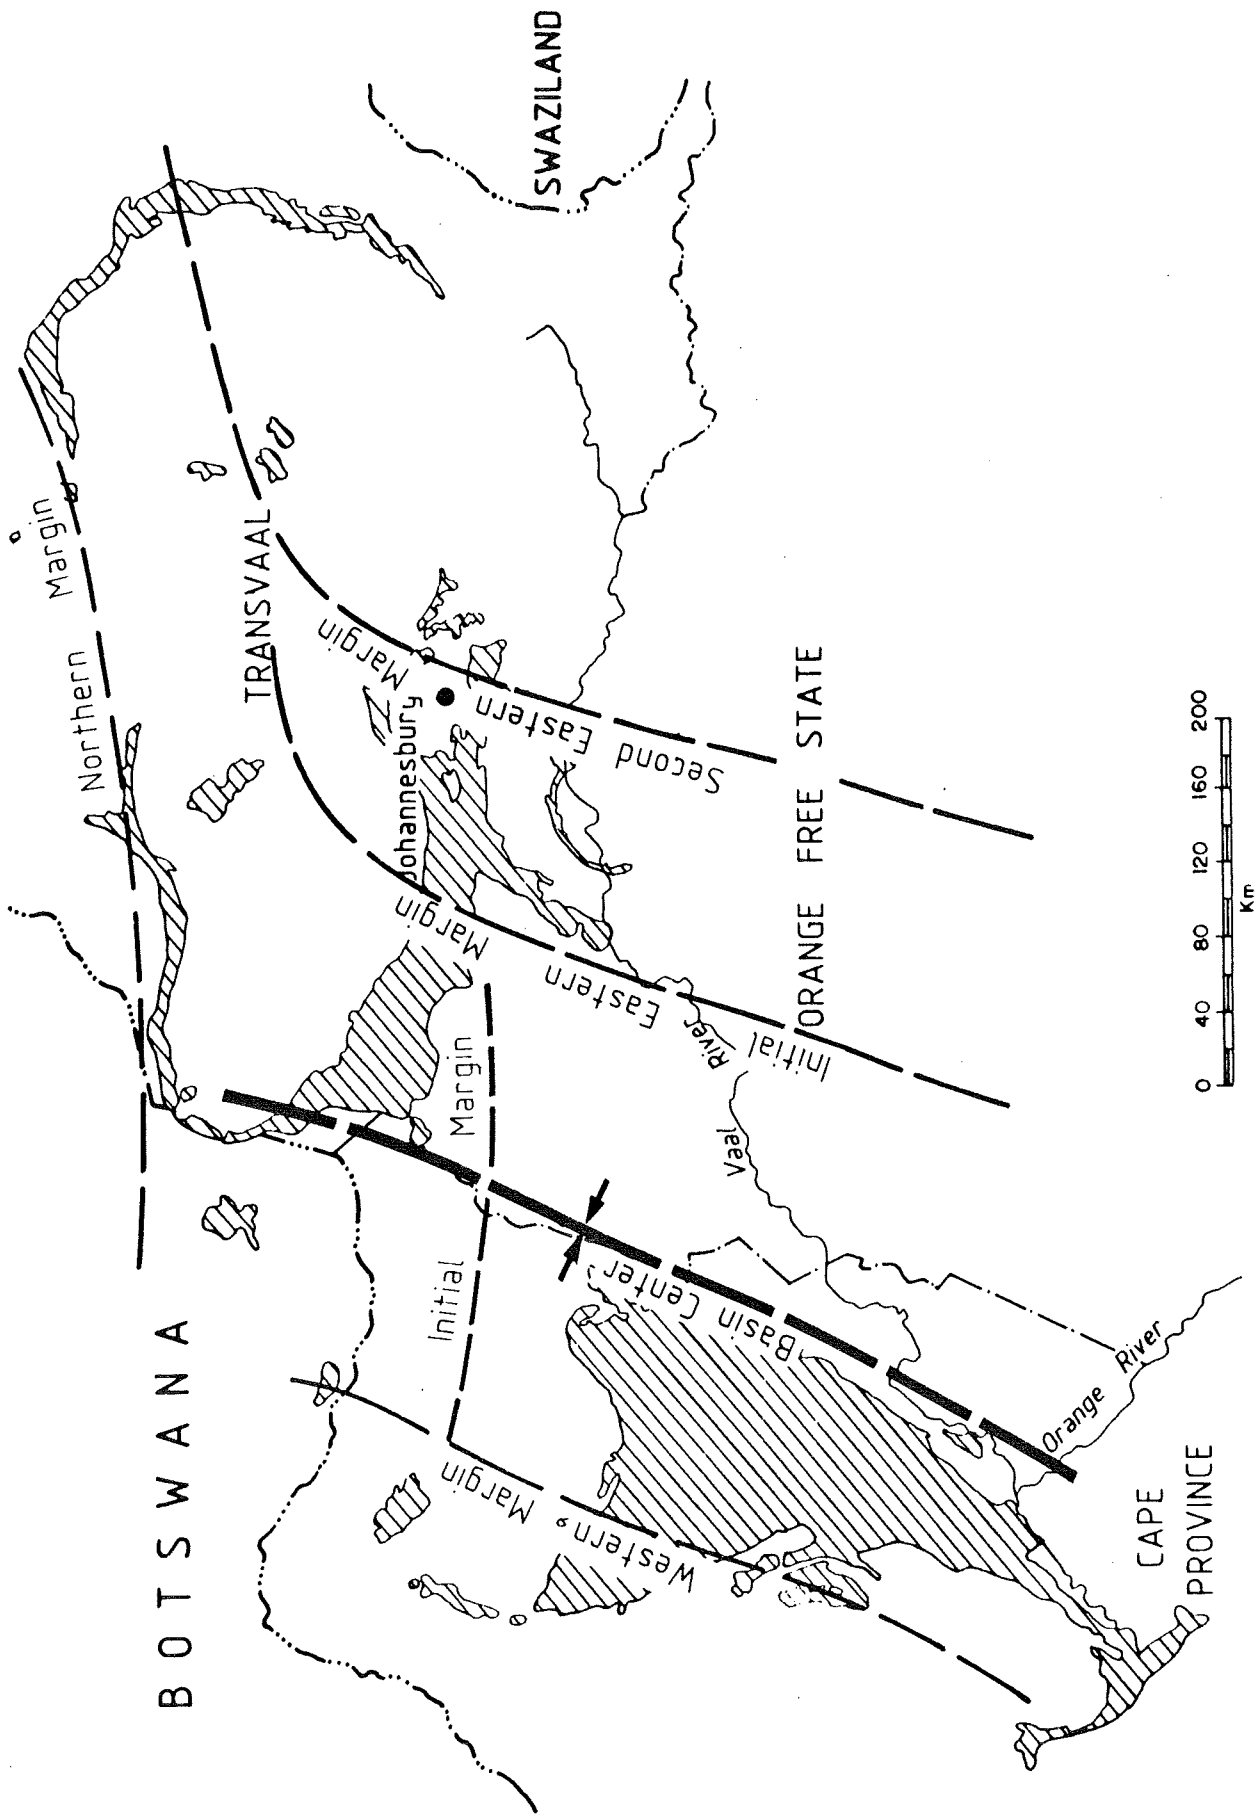 BOTSWANA
Northern Margin
TRANSVAAL
SWAZILAND
Johannesbury
Second Eastern Margin
Initial Eastern Margin
Initial Margin
Western Margin
Basin Center
Vaal River
ORANGE FREE STATE
Orange River
CAPE
PROVINCE
0 40 80 120 160 200
Km